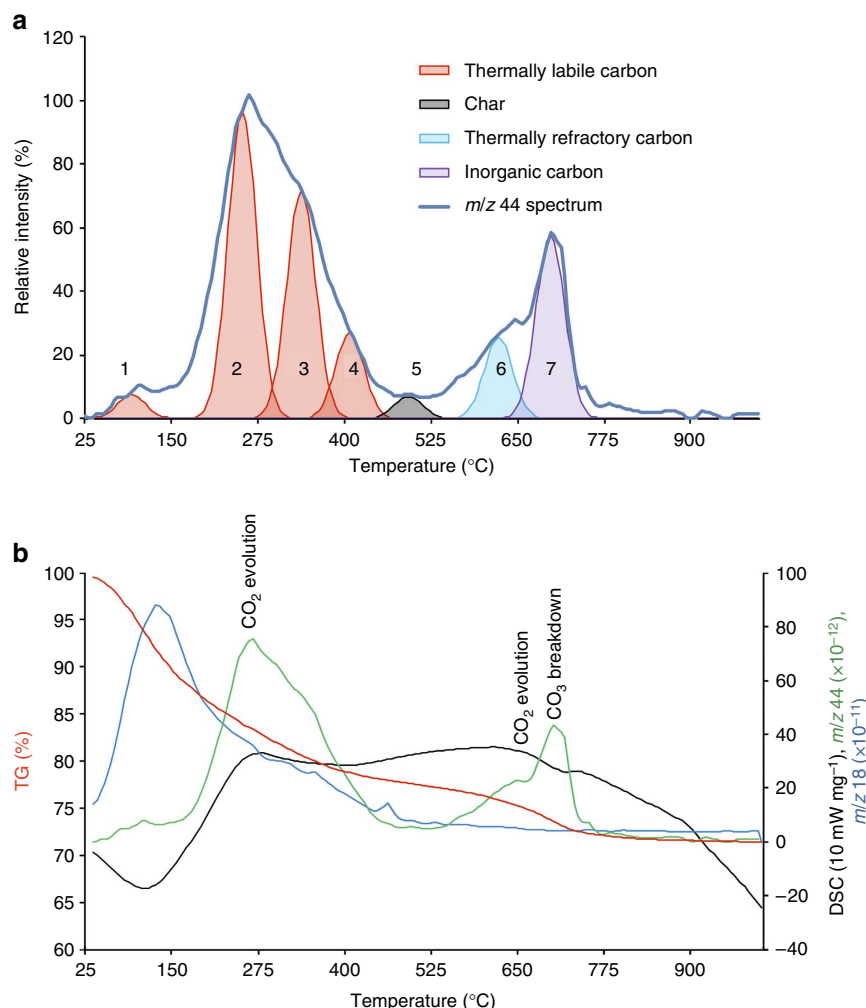 a
120
100
80
60
40
20
0
Relative intensity (%)
Thermally labile carbon
Char
Thermally refractory carbon
Inorganic carbon
m/z 44 spectrum
1
2
3
4
5
6
7
25
150
275
400
525
650
775
900
Temperature (°C)
b
100
95
90
85
80
75
70
65
60
TG (%)
CO₂ evolution
CO₂ evolution
CO₃ breakdown
100
80
60
40
20
0
−20
−40
DSC (10 mW mg⁻¹), m/z 44 (×10⁻¹²),
m/z 18 (×10⁻¹¹)
25
150
275
400
525
650
775
900
Temperature (°C)